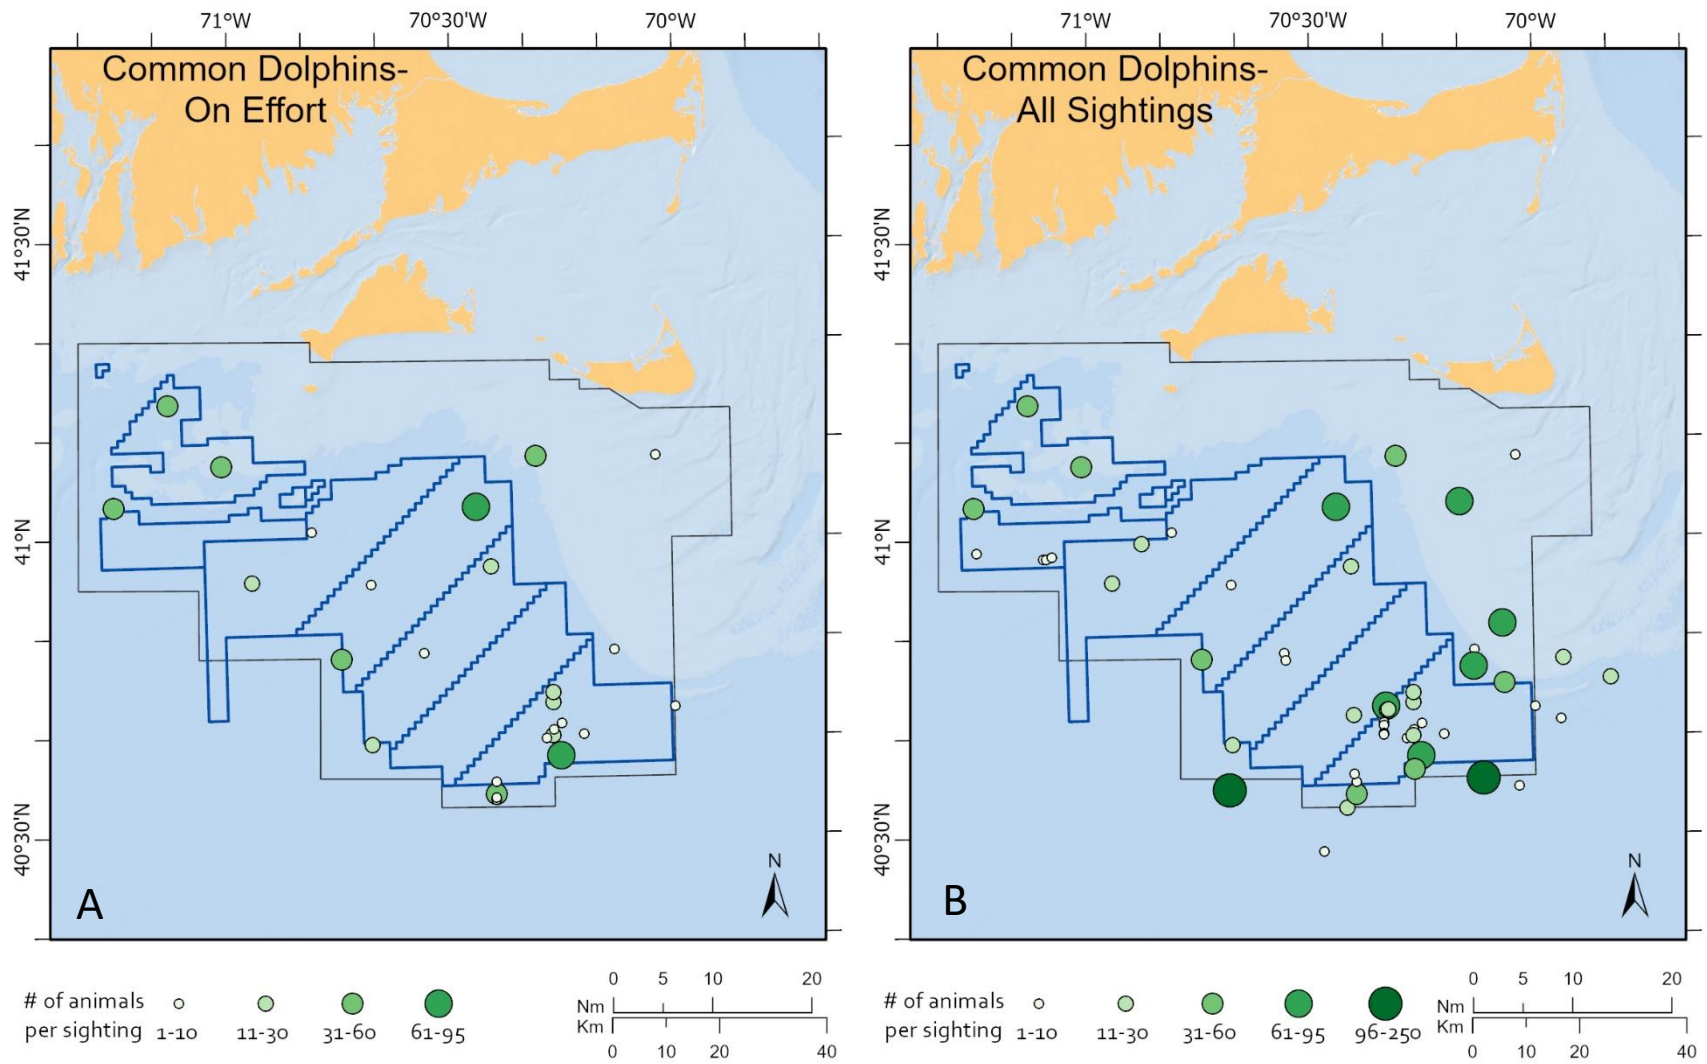 71°W 70°30'W 70°W
Common Dolphins-
On Effort
41°30'N
41°N
40°30'N
N
A
# of animals
per sighting
1-10 11-30 31-60 61-95
0 5 10 20
Nm
Km
0 10 20 40
71°W 70°30'W 70°W
Common Dolphins-
All Sightings
41°30'N
41°N
40°30'N
N
B
# of animals
per sighting
1-10 11-30 31-60 61-95 96-250
0 5 10 20
Nm
Km
0 10 20 40